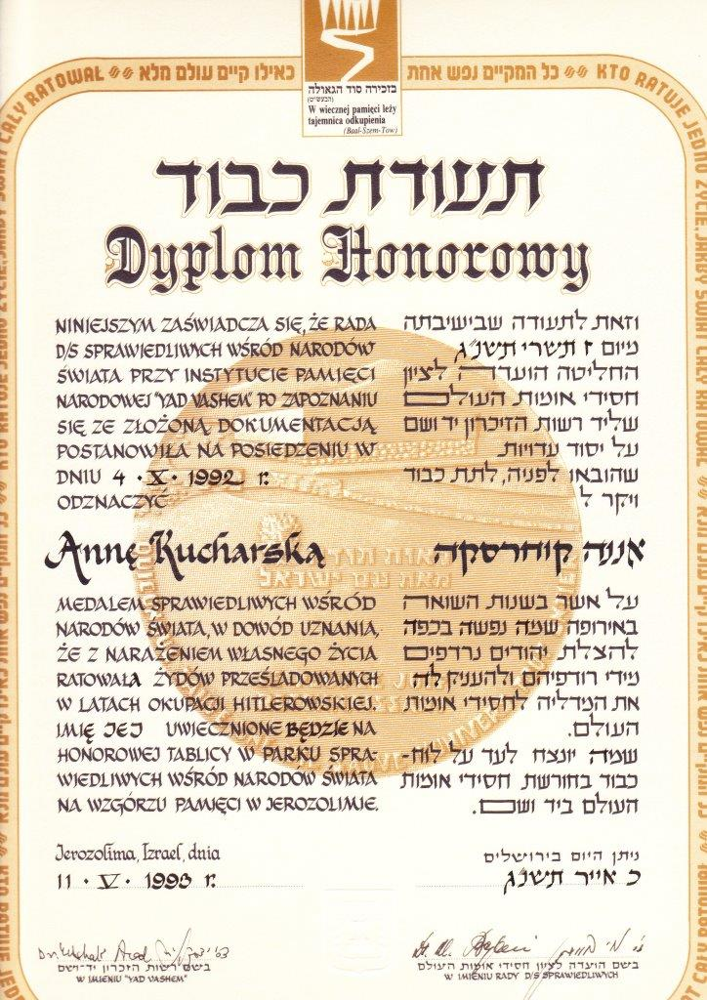 כל המקיים נפש אחת
כאילו קיים עולם מלא
KTO RATUJE JEDNO ŻYCIE, JAKBY ŚWIAT CAŁY RATOWAŁ
בזכירה סוד הגאולה
(הבעש״ט)
W wiecznej pamięci leży
tajemnica odkupienia
(Baal-Szem-Tow)
תעודת כבוד
Dyplom Honorowy
NINIEJSZYM ZAŚWIADCZA SIĘ, ŻE RADA
D/S SPRAWIEDLIWYCH WŚRÓD NARODÓW
ŚWIATA PRZY INSTYTUCIE PAMIĘCI
NARODOWEJ "YAD VASHEM" PO ZAPOZNANIU
SIĘ ZE ZŁOŻONĄ DOKUMENTACJĄ
POSTANOWIŁA NA POSIEDZENIU W
DNIU 4 · X · 1992 r.
ODZNACZYĆ
Annę Kucharską
MEDALEM SPRAWIEDLIWYCH WŚRÓD
NARODÓW ŚWIATA, W DOWÓD UZNANIA,
ŻE Z NARAŻENIEM WŁASNEGO ŻYCIA
RATOWAŁA ŻYDÓW PRZEŚLADOWANYCH
W LATACH OKUPACJI HITLEROWSKIEJ.
IMIĘ JEJ UWIECZNIONE BĘDZIE NA
HONOROWEJ TABLICY W PARKU SPRA-
WIEDLIWYCH WŚRÓD NARODÓW ŚWIATA
NA WZGÓRZU PAMIĘCI W JEROZOLIMIE.
Jerozolima, Izrael, dnia
11 · V · 1993 r.
וזאת לתעודה שבישיבתה
מיום ז תשרי תשנ״ג
החליטה הועדה לציון
חסידי אומות העולם
שליד רשות הזיכרון יד ושם
על יסוד עדויות
שהובאו לפניה, לתת כבוד
ויקר ל
אנה קוחרסקה
על אשר בשנות השואה
באירופה שמה נפשה בכפה
להצלת יהודים נרדפים
מידי רודפיהם ולהעניק לה
את המדליה לחסידי אומות
העולם.
שמה יונצח לעד על לוח-
כבוד בחורשת חסידי אומות
העולם ביד ושם.
ניתן היום בירושלים
כ אייר תשנ״ג
בשם רשות הזיכרון יד-ושם
W IMIENIU "YAD VASHEM"
בשם הועדה לציון חסידי אומות העולם
W IMIENIU RADY D/S SPRAWIEDLIWYCH